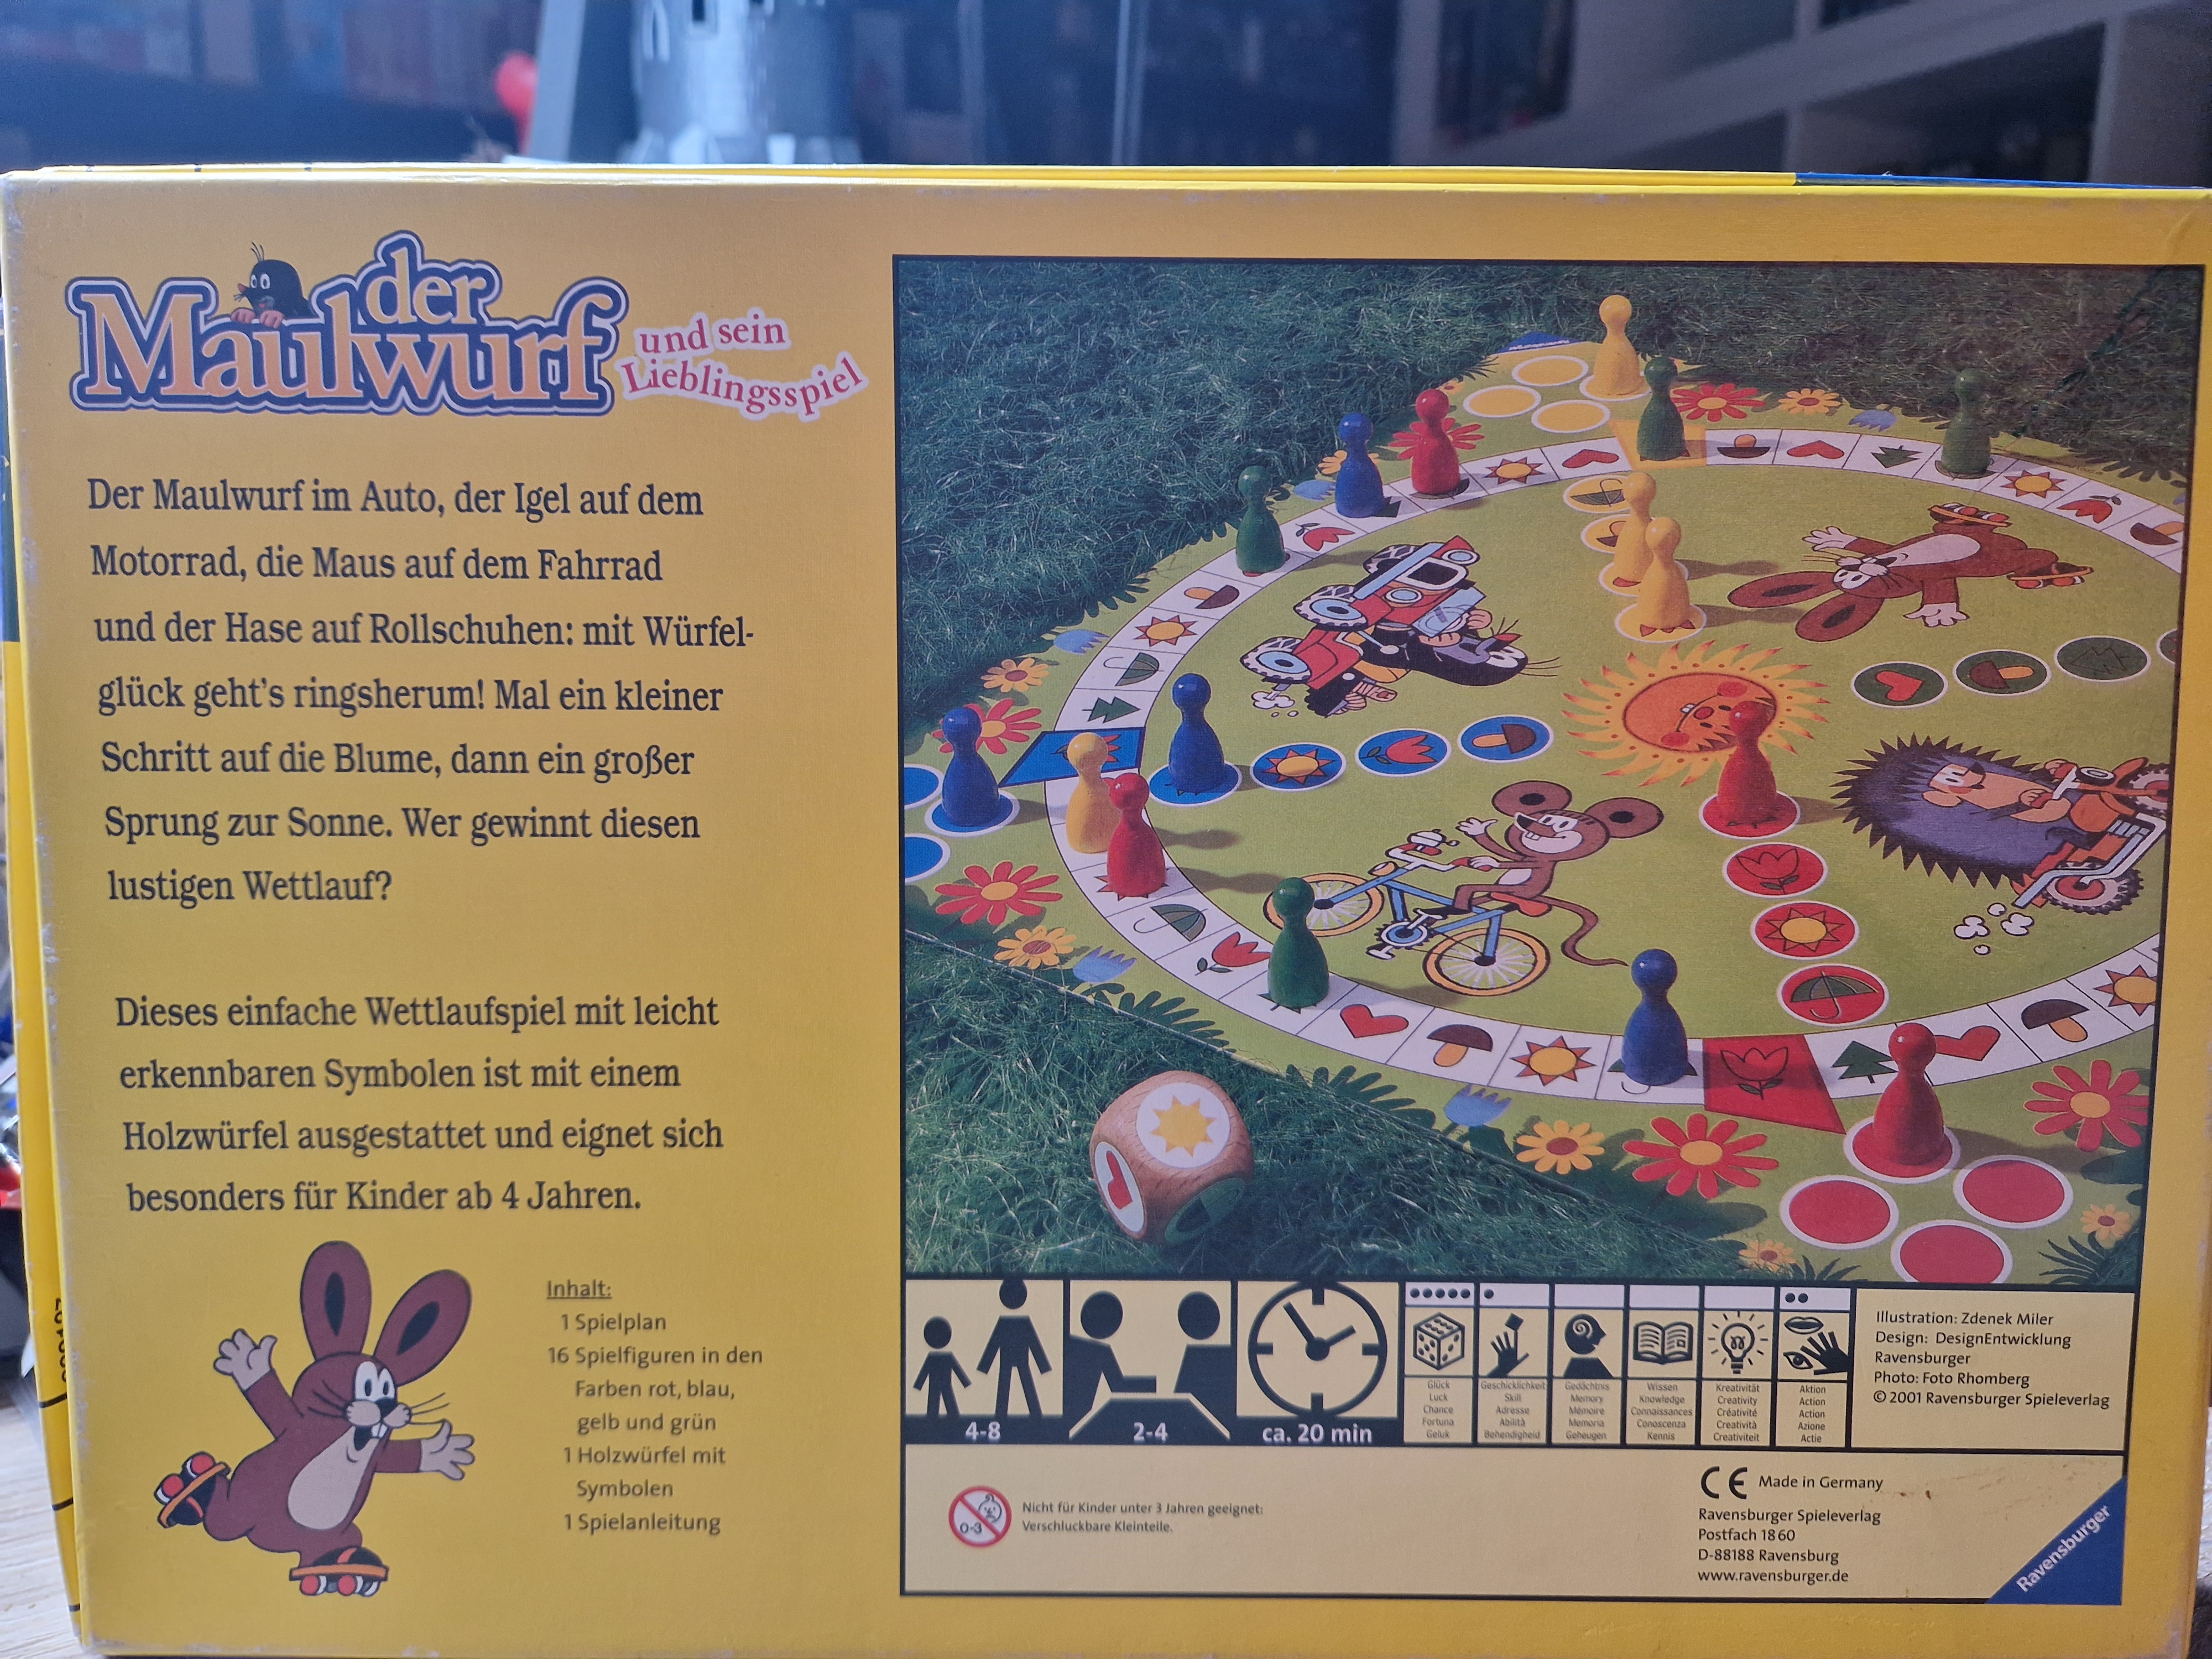 der
Maulwurf
und sein
Lieblingsspiel
Der Maulwurf im Auto, der Igel auf dem
Motorrad, die Maus auf dem Fahrrad
und der Hase auf Rollschuhen: mit Würfel-
glück geht's ringsherum! Mal ein kleiner
Schritt auf die Blume, dann ein großer
Sprung zur Sonne. Wer gewinnt diesen
lustigen Wettlauf?
Dieses einfache Wettlaufspiel mit leicht
erkennbaren Symbolen ist mit einem
Holzwürfel ausgestattet und eignet sich
besonders für Kinder ab 4 Jahren.
Inhalt:
1 Spielplan
16 Spielfiguren in den
Farben rot, blau,
gelb und grün
1 Holzwürfel mit
Symbolen
1 Spielanleitung
4-8
2-4
ca. 20 min
Glück
Luck
Chance
Fortuna
Geluk
Geschicklichkeit
Skill
Adresse
Abilità
Behendigheid
Gedächtnis
Memory
Mémoire
Memoria
Geheugen
Wissen
Knowledge
Connaissances
Conoscenza
Kennis
Kreativität
Creativity
Créativité
Creatività
Creativiteit
Aktion
Action
Action
Azione
Actie
Illustration: Zdenek Miler
Design: DesignEntwicklung
Ravensburger
Photo: Foto Rhomberg
© 2001 Ravensburger Spieleverlag
0-3
Nicht für Kinder unter 3 Jahren geeignet:
Verschluckbare Kleinteile.
CE Made in Germany
Ravensburger Spieleverlag
Postfach 18 60
D-88188 Ravensburg
www.ravensburger.de
Ravensburger